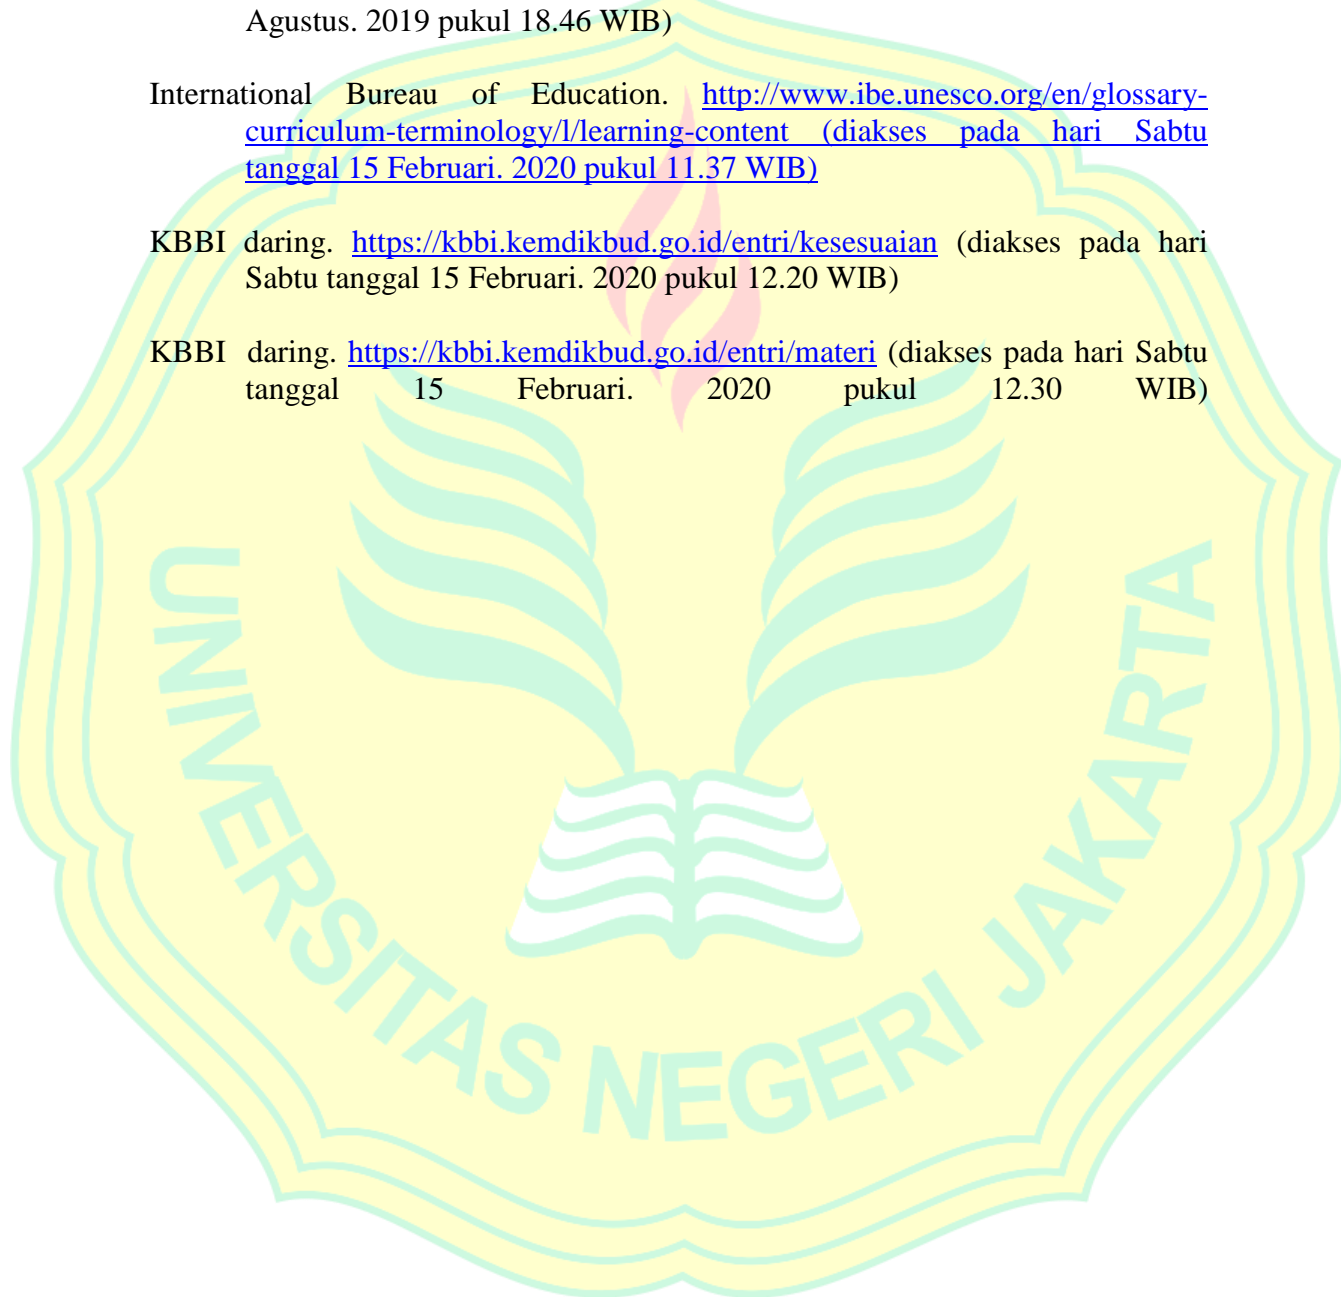 Agustus. 2019 pukul 18.46 WIB)
International Bureau of Education. http://www.ibe.unesco.org/en/glossary-
curriculum-terminology/l/learning-content (diakses pada hari Sabtu
tanggal 15 Februari. 2020 pukul 11.37 WIB)
KBBI daring. https://kbbi.kemdikbud.go.id/entri/kesesuaian (diakses pada hari
Sabtu tanggal 15 Februari. 2020 pukul 12.20 WIB)
KBBI daring. https://kbbi.kemdikbud.go.id/entri/materi (diakses pada hari Sabtu
tanggal 15 Februari. 2020 pukul 12.30 WIB)
UNIVERSITAS NEGERI JAKARTA